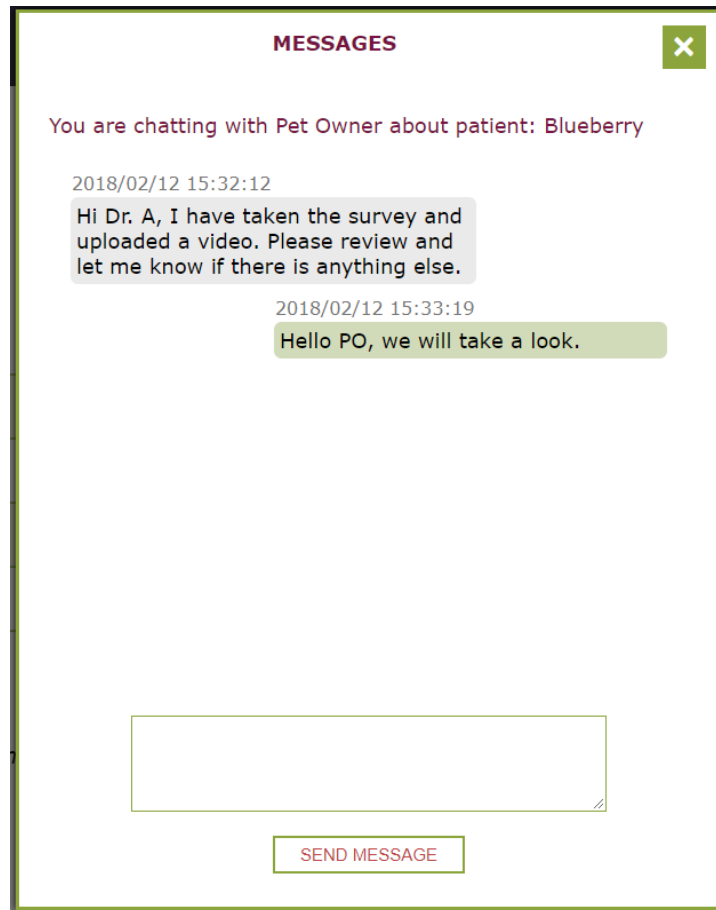 MESSAGES
You are chatting with Pet Owner about patient: Blueberry
2018/02/12 15:32:12
Hi Dr. A, I have taken the survey and
uploaded a video. Please review and
let me know if there is anything else.
2018/02/12 15:33:19
Hello PO, we will take a look.
SEND MESSAGE